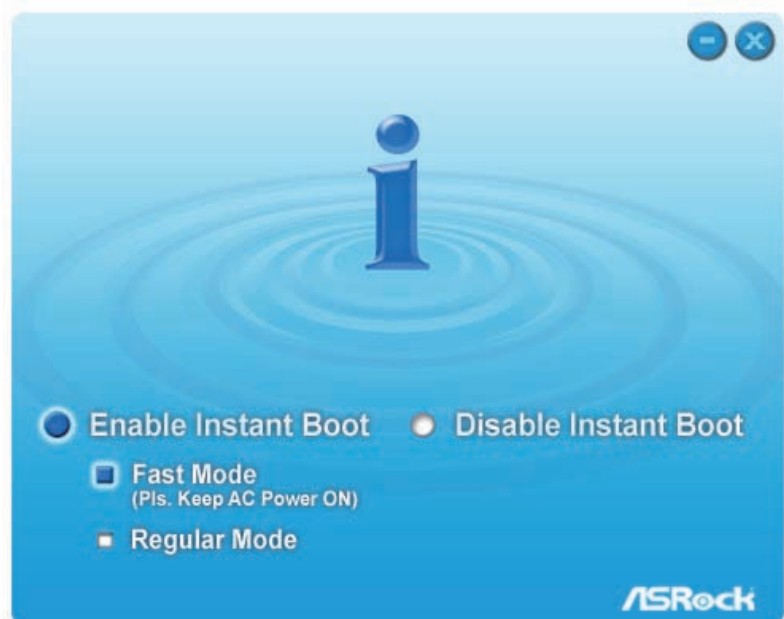 i
Enable Instant Boot
Disable Instant Boot
Fast Mode
(Pls. Keep AC Power ON)
Regular Mode
ASRock